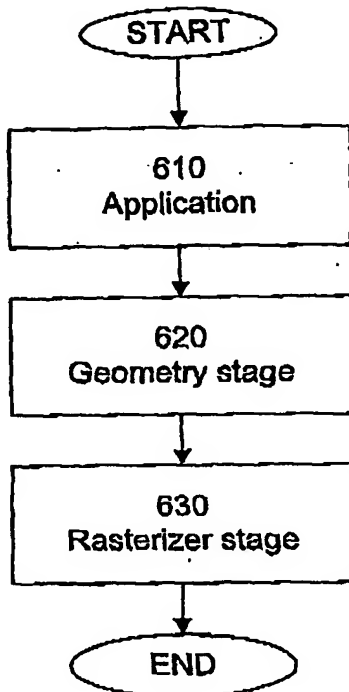 START
610
Application
620
Geometry stage
630
Rasterizer stage
END